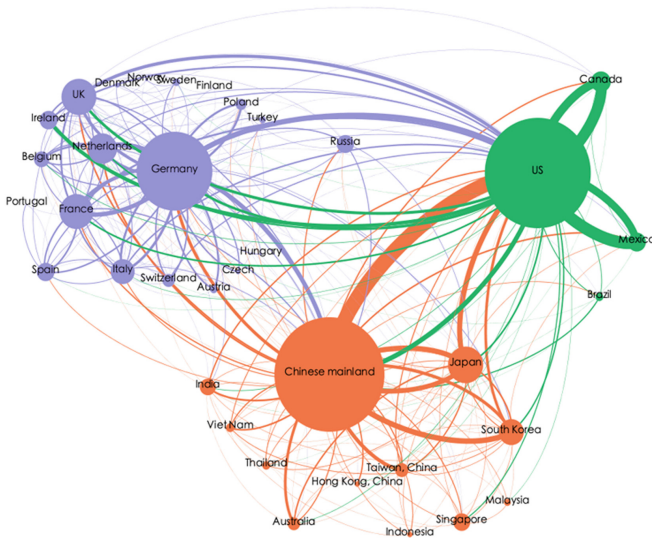 Canada
Norway
Sweden
Denmark
Finland
UK
Poland
Ireland
Turkey
Netherlands
Russia
Belgium
Germany
US
Portugal
France
Mexico
Hungary
Spain
Italy
Switzerland
Czech
Austria
Brazil
Chinese mainland
Japan
India
Viet Nam
South Korea
Thailand
Taiwan, China
Hong Kong, China
Malaysia
Australia
Singapore
Indonesia